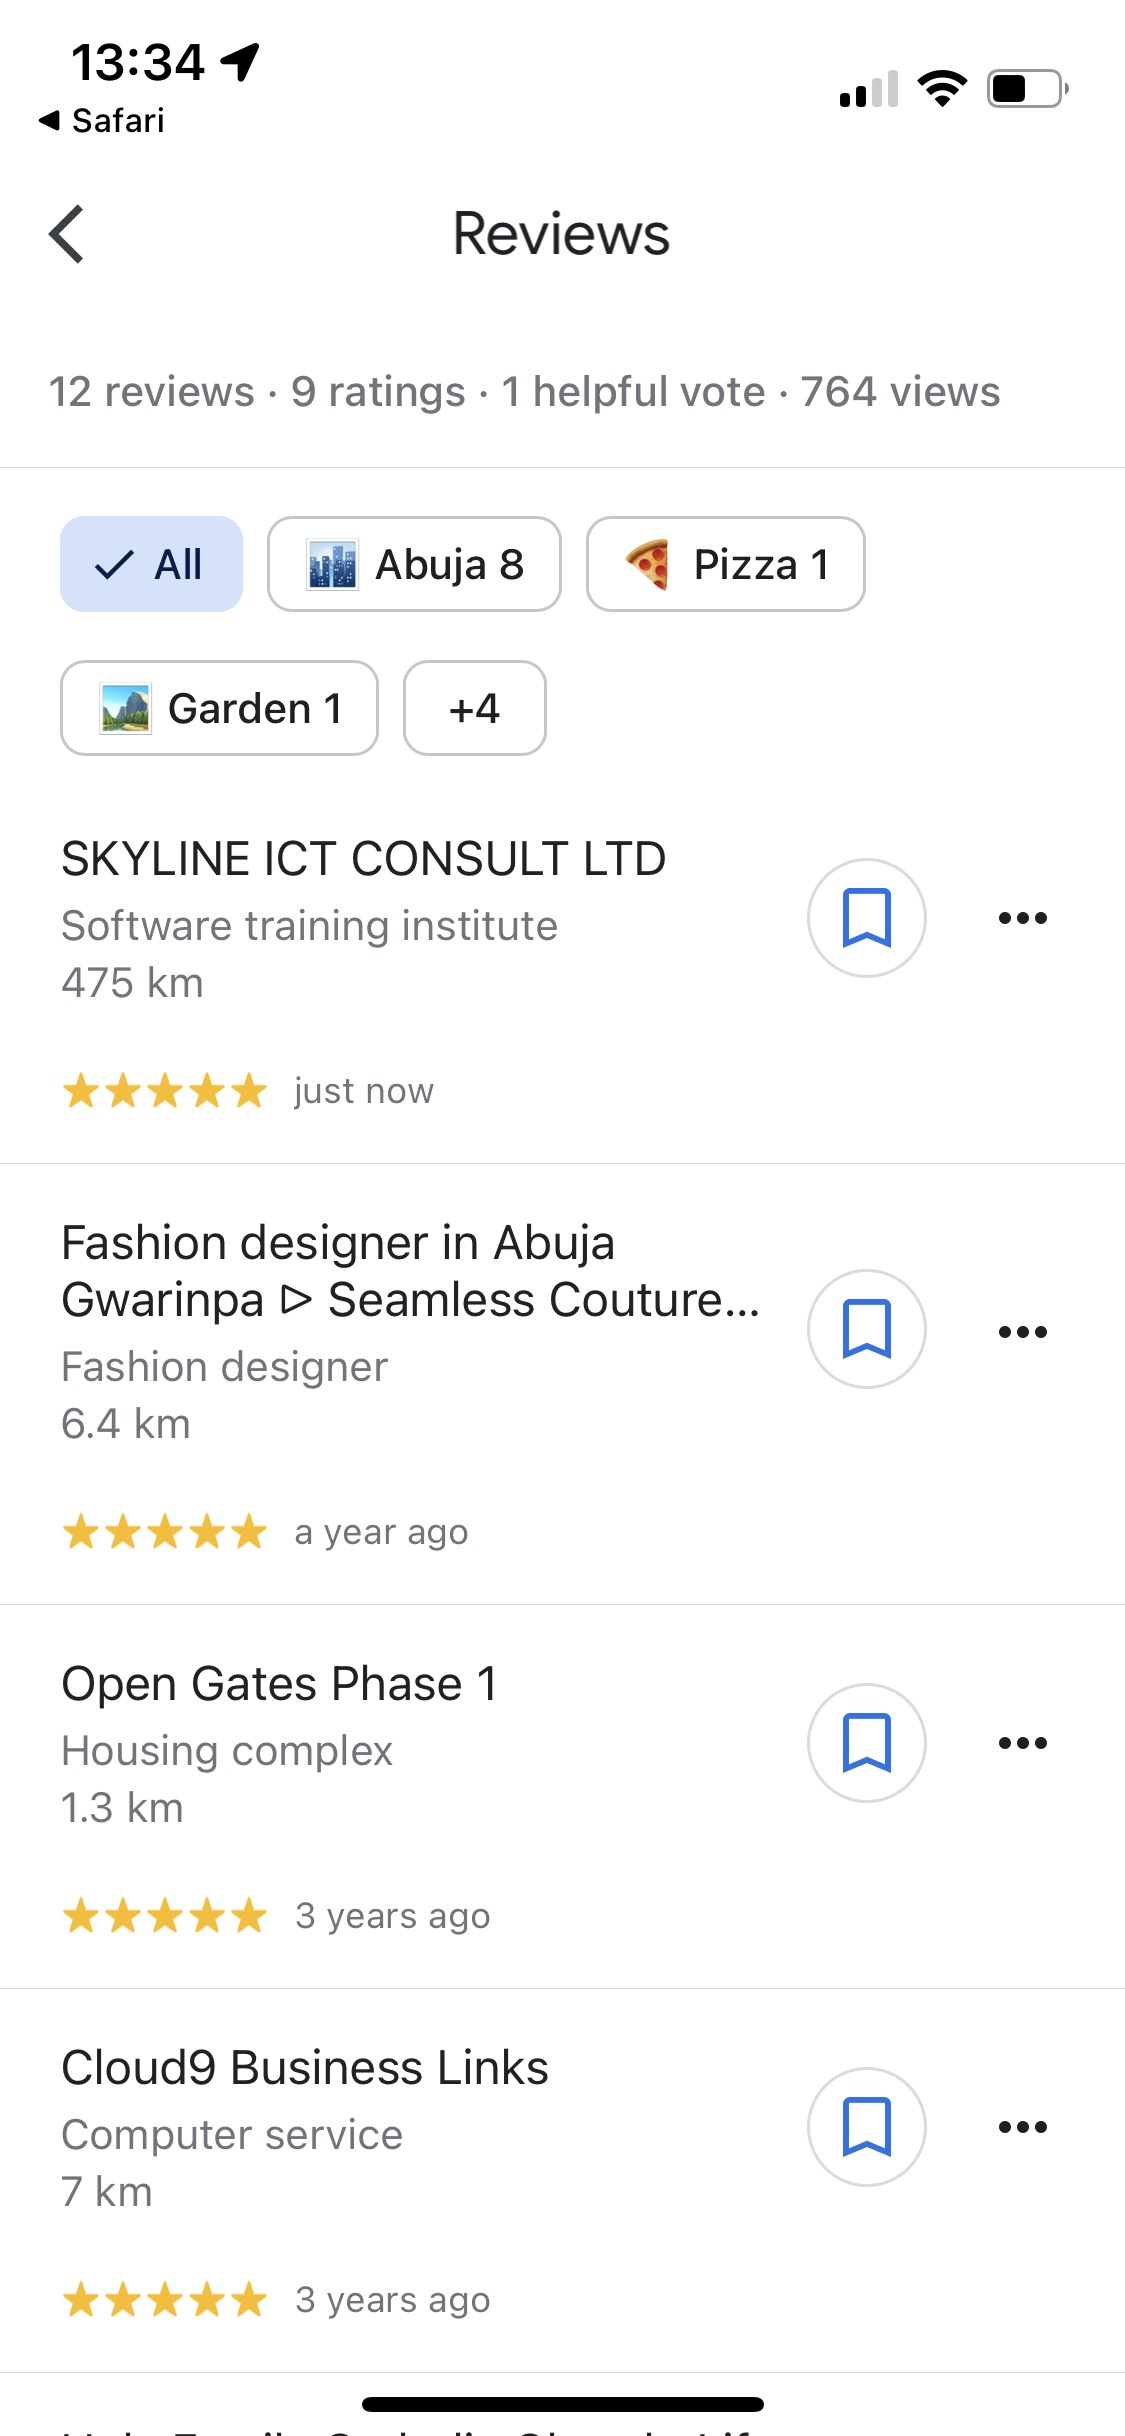 13:34
Safari
Reviews
12 reviews · 9 ratings · 1 helpful vote · 764 views
All
Abuja 8
Pizza 1
Garden 1
+4
SKYLINE ICT CONSULT LTD
Software training institute
475 km
just now
Fashion designer in Abuja
Gwarinpa ▷ Seamless Couture...
Fashion designer
6.4 km
a year ago
Open Gates Phase 1
Housing complex
1.3 km
3 years ago
Cloud9 Business Links
Computer service
7 km
3 years ago